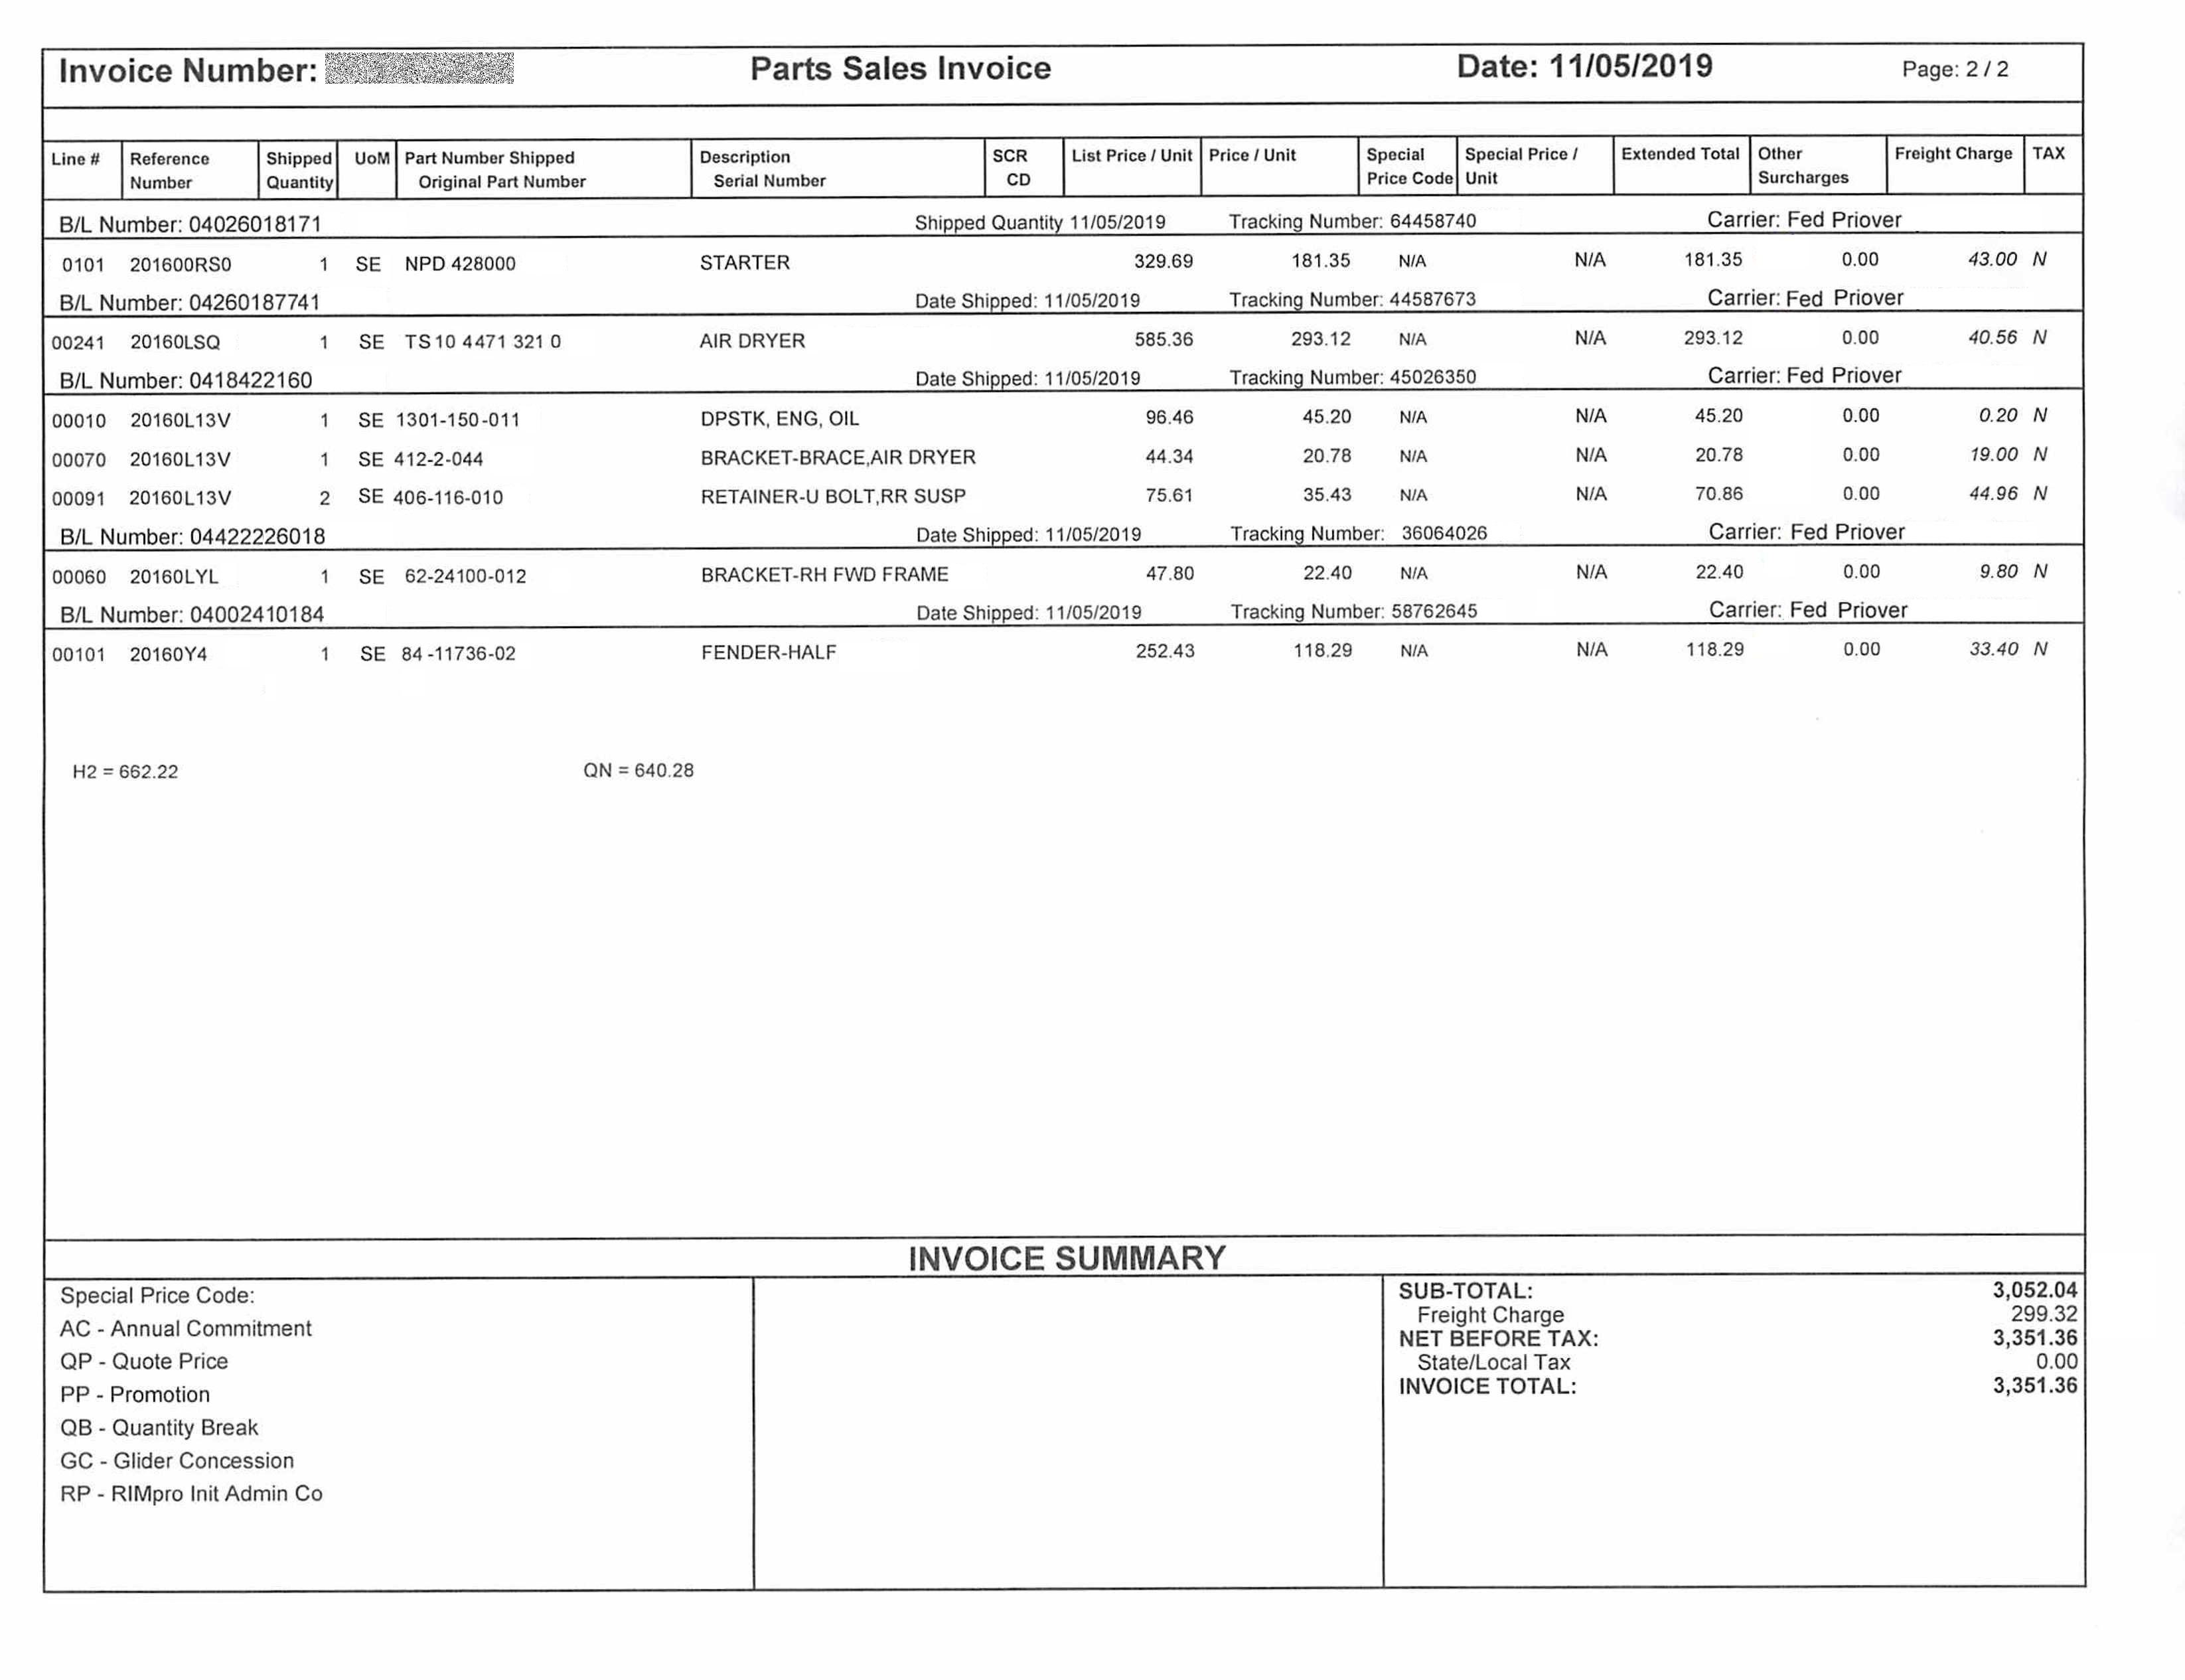 Invoice Number: Parts Sales Invoice Date: 11/05/2019 Page: 2 / 2
Line # Reference Number Shipped Quantity UoM Part Number Shipped Original Part Number Description Serial Number SCR CD List Price / Unit Price / Unit Special Price Code Special Price / Unit Extended Total Other Surcharges Freight Charge TAX
B/L Number: 04026018171 Shipped Quantity 11/05/2019 Tracking Number: 64458740 Carrier: Fed Priover
0101 201600RS0 1 SE NPD 428000 STARTER 329.69 181.35 N/A N/A 181.35 0.00 43.00 N
B/L Number: 04260187741 Date Shipped: 11/05/2019 Tracking Number: 44587673 Carrier: Fed Priover
00241 20160LSQ 1 SE TS10 4471 321 0 AIR DRYER 585.36 293.12 N/A N/A 293.12 0.00 40.56 N
B/L Number: 0418422160 Date Shipped: 11/05/2019 Tracking Number: 45026350 Carrier: Fed Priover
00010 20160L13V 1 SE 1301-150-011 DPSTK, ENG, OIL 96.46 45.20 N/A N/A 45.20 0.00 0.20 N
00070 20160L13V 1 SE 412-2-044 BRACKET-BRACE,AIR DRYER 44.34 20.78 N/A N/A 20.78 0.00 19.00 N
00091 20160L13V 2 SE 406-116-010 RETAINER-U BOLT,RR SUSP 75.61 35.43 N/A N/A 70.86 0.00 44.96 N
B/L Number: 04422226018 Date Shipped: 11/05/2019 Tracking Number: 36064026 Carrier: Fed Priover
00060 20160LYL 1 SE 62-24100-012 BRACKET-RH FWD FRAME 47.80 22.40 N/A N/A 22.40 0.00 9.80 N
B/L Number: 04002410184 Date Shipped: 11/05/2019 Tracking Number: 58762645 Carrier: Fed Priover
00101 20160Y4 1 SE 84-11736-02 FENDER-HALF 252.43 118.29 N/A N/A 118.29 0.00 33.40 N
H2 = 662.22 QN = 640.28
INVOICE SUMMARY
Special Price Code:
AC - Annual Commitment
QP - Quote Price
PP - Promotion
QB - Quantity Break
GC - Glider Concession
RP - RIMpro Init Admin Co
SUB-TOTAL: 3,052.04
Freight Charge 299.32
NET BEFORE TAX: 3,351.36
State/Local Tax 0.00
INVOICE TOTAL: 3,351.36